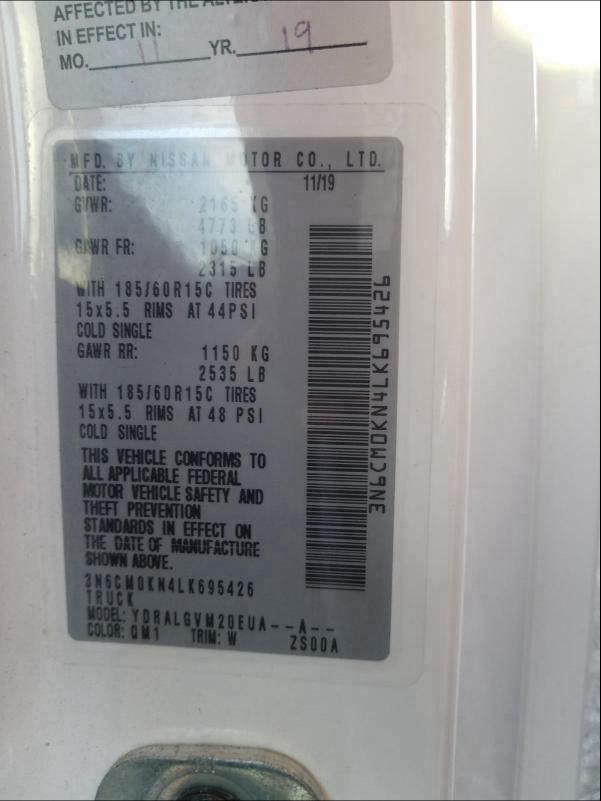 AFFECTED BY THE
IN EFFECT IN:
MO. 11 YR. 19
MFD. BY NISSAN MOTOR CO., LTD.
DATE: 11/19
GVWR: 2165 KG
4773 LB
GAWR FR: 1050 KG
2315 LB
WITH 185/60R15C TIRES
15x5.5 RIMS AT 44PSI
COLD SINGLE
GAWR RR: 1150 KG
2535 LB
WITH 185/60R15C TIRES
15x5.5 RIMS AT 48 PSI
COLD SINGLE
THIS VEHICLE CONFORMS TO
ALL APPLICABLE FEDERAL
MOTOR VEHICLE SAFETY AND
THEFT PREVENTION
STANDARDS IN EFFECT ON
THE DATE OF MANUFACTURE
SHOWN ABOVE.
3N6CM0KN4LK695426
TRUCK
MODEL: YDRALGVM20EUA--A--
COLOR: QM1 TRIM: W ZS00A
3N6CM0KN4LK695426